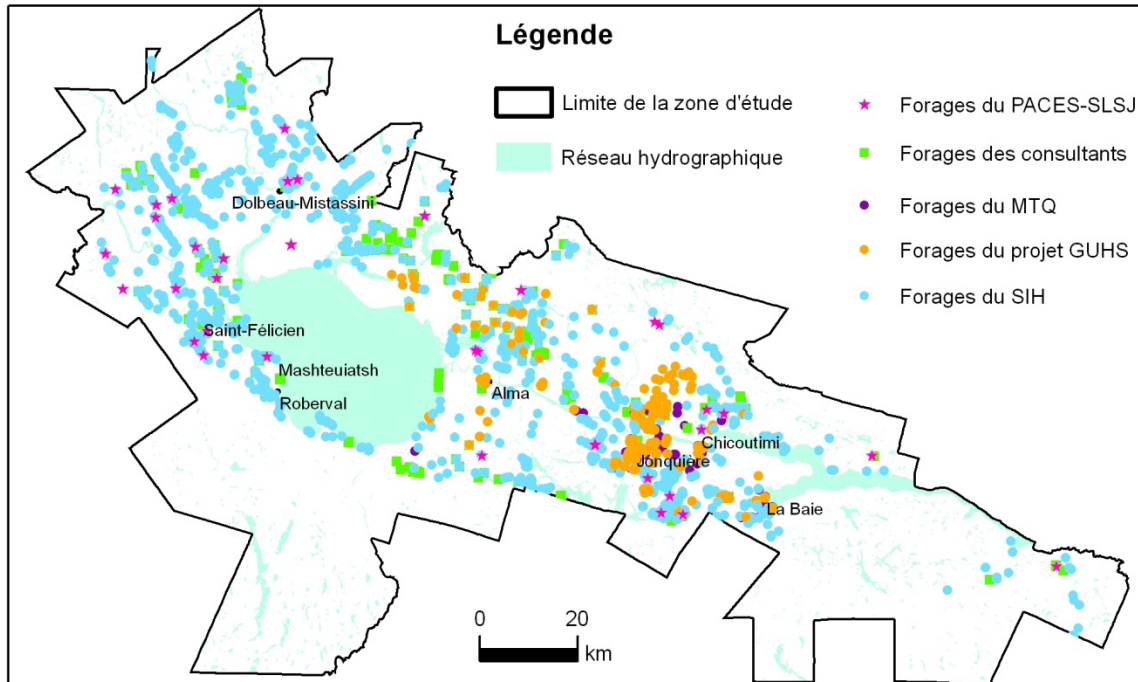 Légende
Limite de la zone d'étude
Réseau hydrographique
Forages du PACES-SLSJ
Forages des consultants
Forages du MTQ
Forages du projet GUHS
Forages du SIH
Dolbeau-Mistassini
Saint-Félicien
Mashteuiatsh
Roberval
Alma
Chicoutimi
Jonquière
La Baie
0 20
km